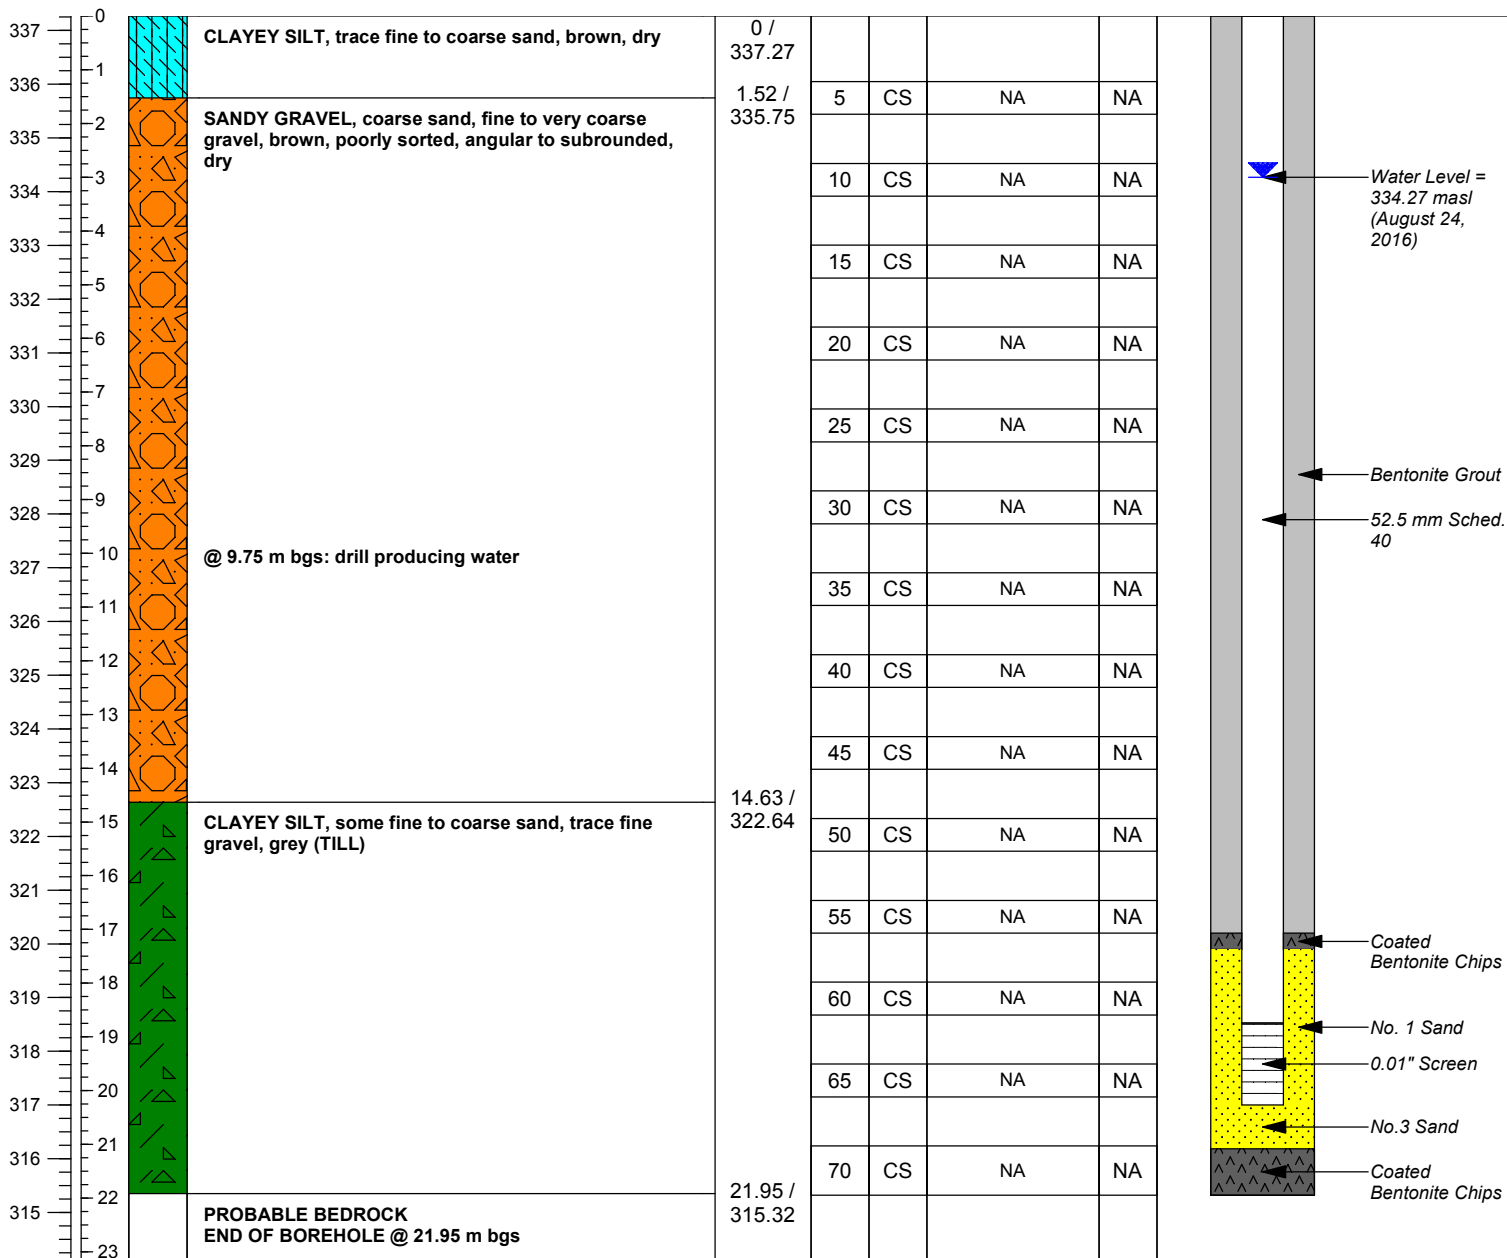 337
336
335
334
333
332
331
330
329
328
327
326
325
324
323
322
321
320
319
318
317
316
315
0
1
2
3
4
5
6
7
8
9
10
11
12
13
14
15
16
17
18
19
20
21
22
23
CLAYEY SILT, trace fine to coarse sand, brown, dry
SANDY GRAVEL, coarse sand, fine to very coarse
gravel, brown, poorly sorted, angular to subrounded,
dry
@ 9.75 m bgs: drill producing water
CLAYEY SILT, some fine to coarse sand, trace fine
gravel, grey (TILL)
PROBABLE BEDROCK
END OF BOREHOLE @ 21.95 m bgs
0 /
337.27
1.52 /
335.75
14.63 /
322.64
21.95 /
315.32
5 CS NA NA
10 CS NA NA
15 CS NA NA
20 CS NA NA
25 CS NA NA
30 CS NA NA
35 CS NA NA
40 CS NA NA
45 CS NA NA
50 CS NA NA
55 CS NA NA
60 CS NA NA
65 CS NA NA
70 CS NA NA
Water Level =
334.27 masl
(August 24,
2016)
Bentonite Grout
52.5 mm Sched.
40
Coated
Bentonite Chips
No. 1 Sand
0.01" Screen
No.3 Sand
Coated
Bentonite Chips